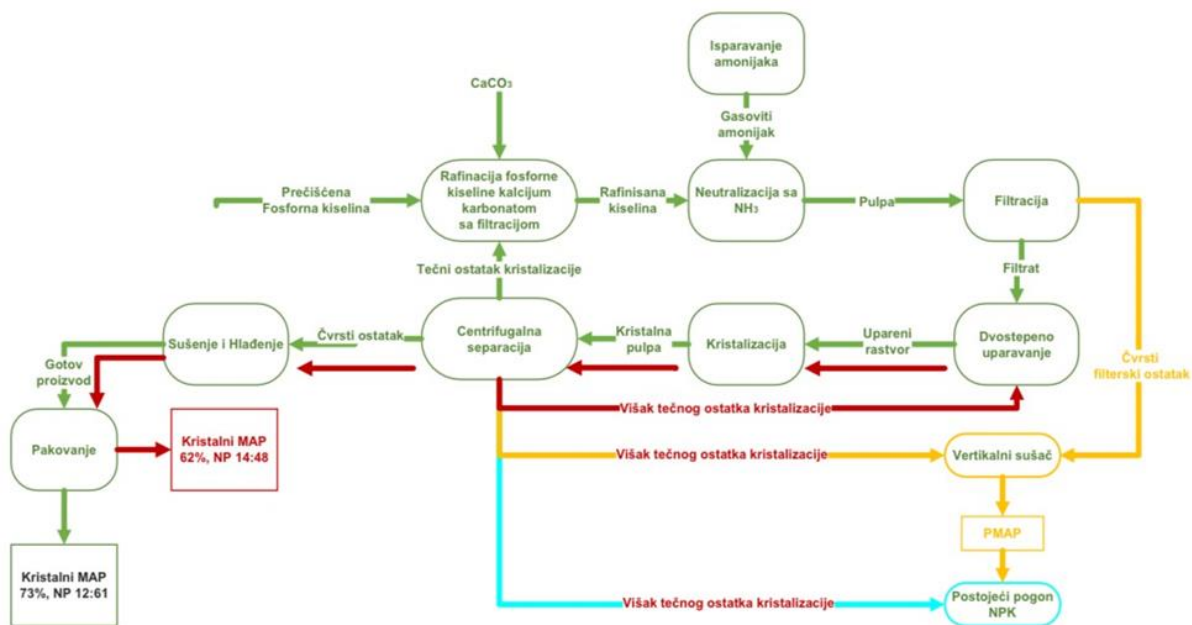 Isparavanje
amonijaka
CaCO₃
Gasoviti
amonijak
Prečišćena
Fosforna kiselina
Rafinacija fosforne
kiseline kalcijum
karbonatom
sa filtracijom
Rafinisana
kiselina
Neutralizacija sa
NH₃
Pulpa
Filtracija
Tečni ostatak kristalizacije
Filtrat
Sušenje i Hlađenje
Čvrsti ostatak
Centrifugalna
separacija
Kristalna
pulpa
Kristalizacija
Upareni
rastvor
Dvostepeno
uparavanje
Čvrsti
filterski ostatak
Gotov
proizvod
Višak tečnog ostatka kristalizacije
Pakovanje
Kristalni MAP
62%, NP 14:48
Višak tečnog ostatka kristalizacije
Vertikalni sušač
PMAP
Kristalni MAP
73%, NP 12:61
Višak tečnog ostatka kristalizacije
Postojeći pogon
NPK